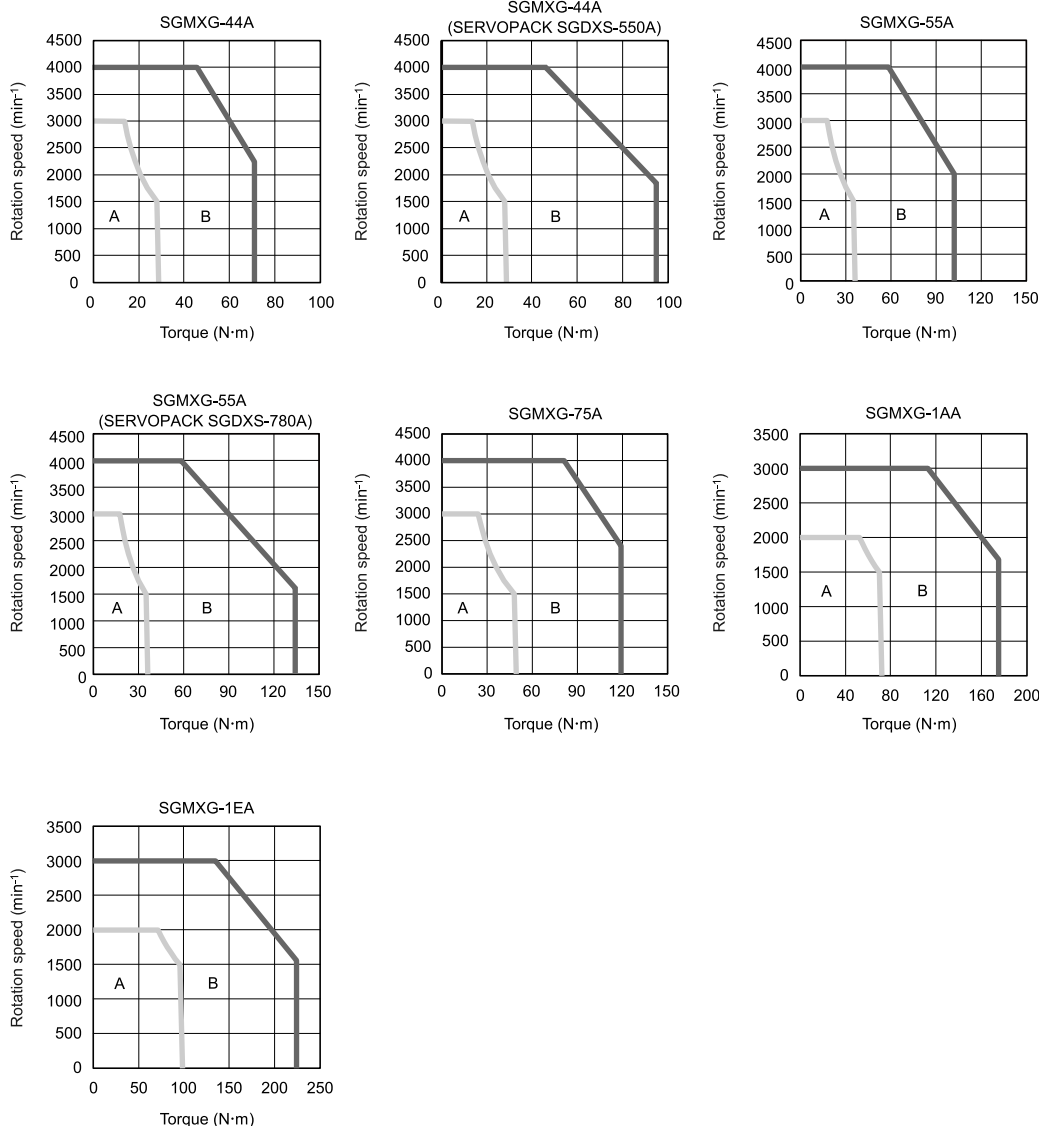 SGMXG-44A
4500
4000
3500
3000
2500
2000
1500
1000
500
0
Rotation speed (min-1)
A
B
0 20 40 60 80 100
Torque (N·m)
SGMXG-44A
(SERVOPACK SGDXS-550A)
4500
4000
3500
3000
2500
2000
1500
1000
500
0
Rotation speed (min-1)
A
B
0 20 40 60 80 100
Torque (N·m)
SGMXG-55A
4500
4000
3500
3000
2500
2000
1500
1000
500
0
Rotation speed (min-1)
A
B
0 30 60 90 120 150
Torque (N·m)
SGMXG-55A
(SERVOPACK SGDXS-780A)
4500
4000
3500
3000
2500
2000
1500
1000
500
0
Rotation speed (min-1)
A
B
0 30 60 90 120 150
Torque (N·m)
SGMXG-75A
4500
4000
3500
3000
2500
2000
1500
1000
500
0
Rotation speed (min-1)
A
B
0 30 60 90 120 150
Torque (N·m)
SGMXG-1AA
3500
3000
2500
2000
1500
1000
500
0
Rotation speed (min-1)
A
B
0 40 80 120 160 200
Torque (N·m)
SGMXG-1EA
3500
3000
2500
2000
1500
1000
500
0
Rotation speed (min-1)
A
B
0 50 100 150 200 250
Torque (N·m)